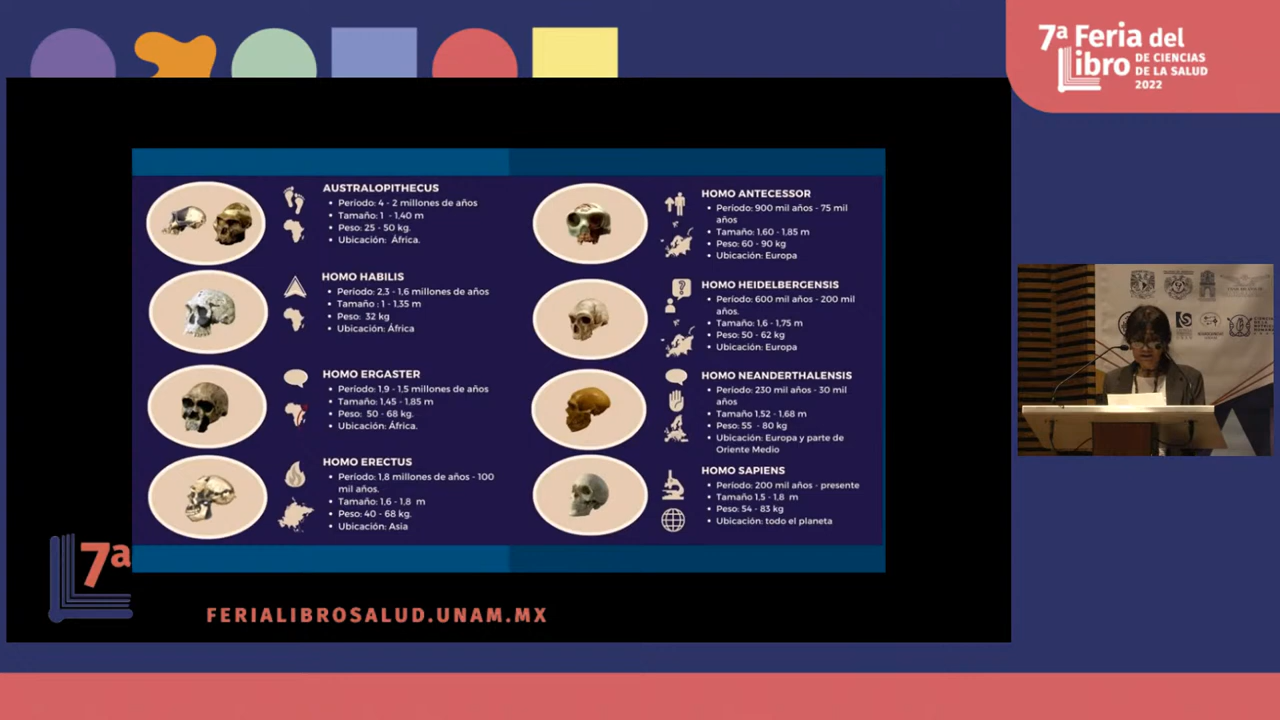 7ª Feria del
Libro DE CIENCIAS
DE LA SALUD
2022
AUSTRALOPITHECUS
• Período: 4 - 2 millones de años
• Tamaño: 1 - 1,40 m
• Peso: 25 - 50 kg.
• Ubicación: África.
HOMO HABILIS
• Período: 2,3 - 1,6 millones de años
• Tamaño : 1 - 1,35 m
• Peso: 32 kg
• Ubicación: África
HOMO ERGASTER
• Período: 1,9 - 1,5 millones de años
• Tamaño: 1,45 - 1,85 m
• Peso: 50 - 68 kg.
• Ubicación: África.
HOMO ERECTUS
• Período: 1,8 millones de años - 100
mil años.
• Tamaño: 1,6 - 1.8 m
• Peso: 40 - 68 kg.
• Ubicación: Asia
HOMO ANTECESSOR
• Período: 900 mil años - 75 mil
años
• Tamaño: 1.60 - 1,85 m
• Peso: 60 - 90 kg
• Ubicación: Europa
HOMO HEIDELBERGENSIS
• Período: 600 mil años - 200 mil
años.
• Tamaño: 1,6 - 1,75 m
• Peso: 50 - 62 kg
• Ubicación: Europa
HOMO NEANDERTHALENSIS
• Período: 230 mil años - 30 mil
años
• Tamaño 1,52 - 1,68 m
• Peso: 55 - 80 kg
• Ubicación: Europa y parte de
Oriente Medio
HOMO SAPIENS
• Período: 200 mil años - presente
• Tamaño 1,5 - 1,8 m
• Peso: 54 - 83 kg
• Ubicación: todo el planeta
7ª
FERIALIBROSALUD.UNAM.MX